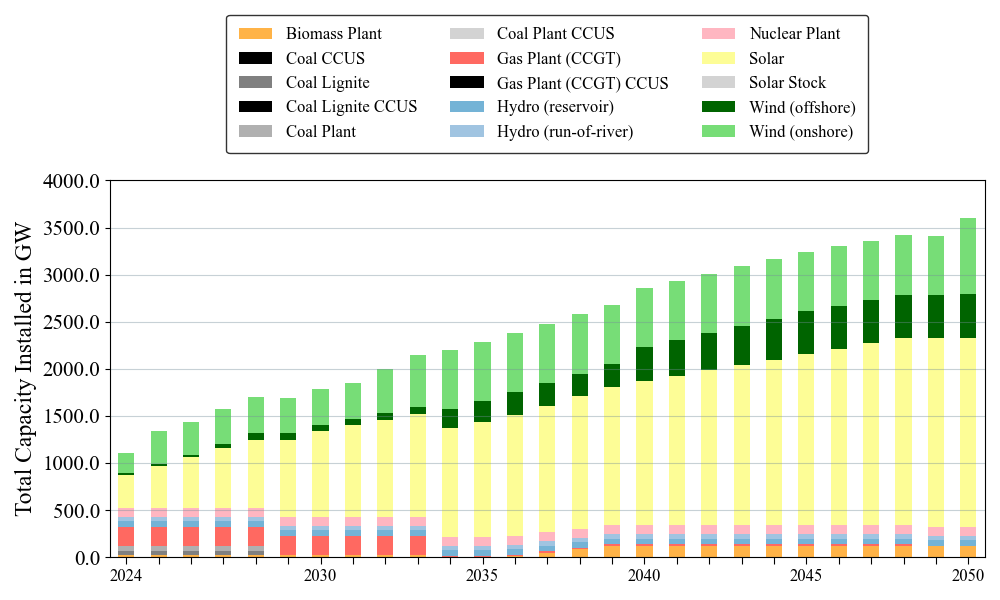 Biomass Plant
Coal CCUS
Coal Lignite
Coal Lignite CCUS
Coal Plant
Coal Plant CCUS
Gas Plant (CCGT)
Gas Plant (CCGT) CCUS
Hydro (reservoir)
Hydro (run-of-river)
Nuclear Plant
Solar
Solar Stock
Wind (offshore)
Wind (onshore)
Total Capacity Installed in GW
4000.0
3500.0
3000.0
2500.0
2000.0
1500.0
1000.0
500.0
0.0
2024
2030
2035
2040
2045
2050